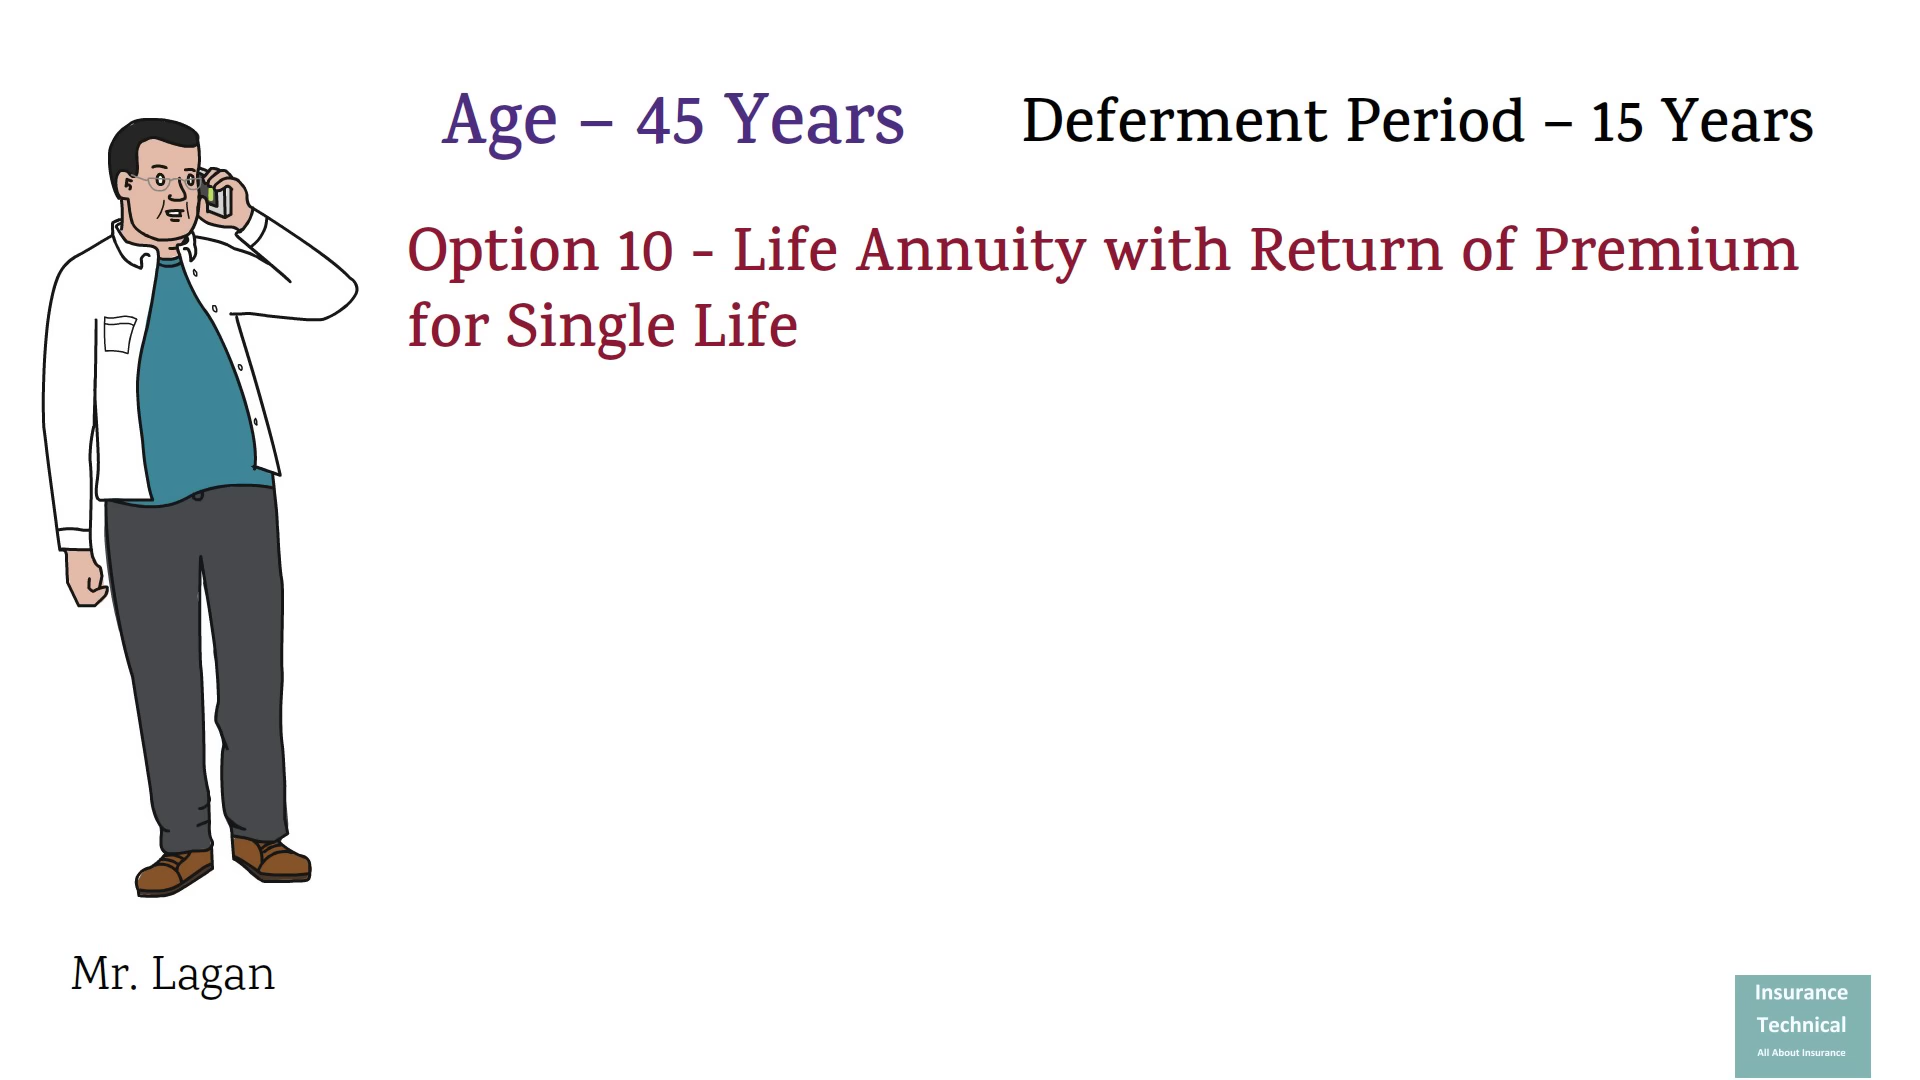 Age – 45 Years
Deferment Period – 15 Years
Option 10 - Life Annuity with Return of Premium
for Single Life
Mr. Lagan
Insurance
Technical
All About Insurance